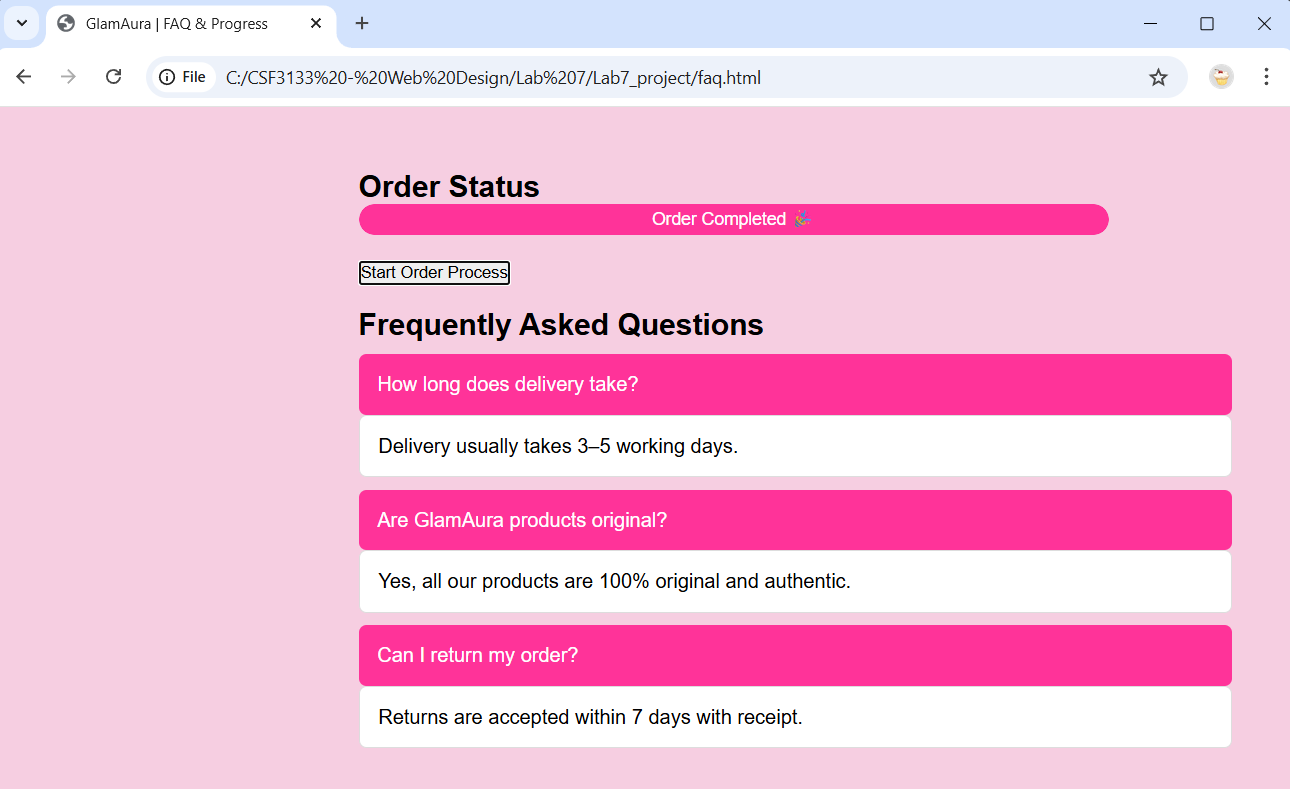 GlamAura | FAQ & Progress
File
C:/CSF3133%20-%20Web%20Design/Lab%207/Lab7_project/faq.html
Order Status
Order Completed 🎉
Start Order Process
Frequently Asked Questions
How long does delivery take?
Delivery usually takes 3–5 working days.
Are GlamAura products original?
Yes, all our products are 100% original and authentic.
Can I return my order?
Returns are accepted within 7 days with receipt.